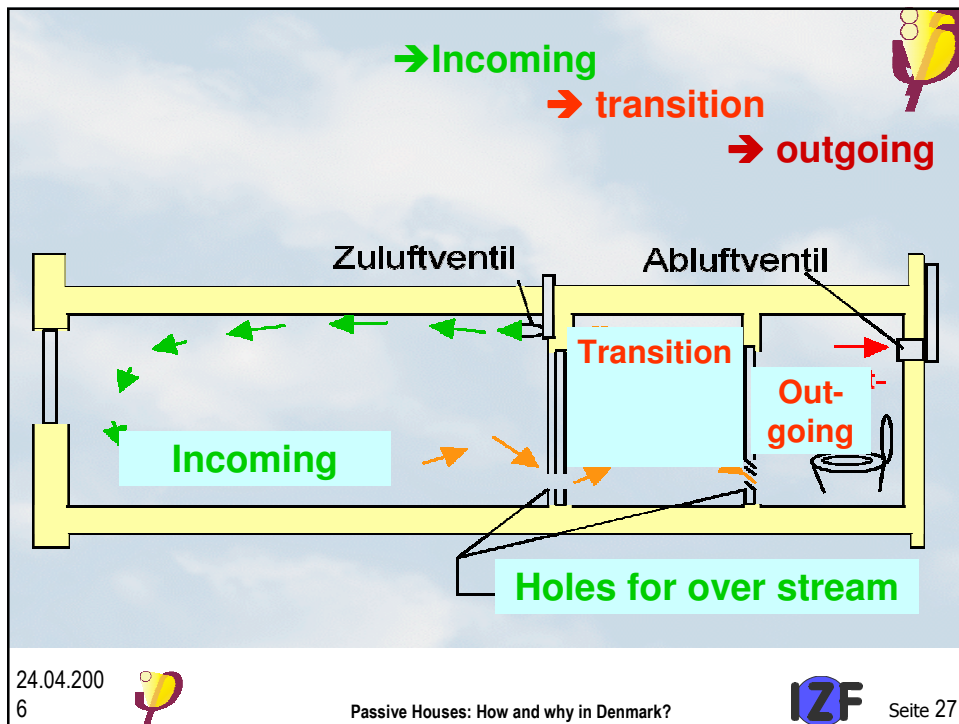 ➔Incoming
➔ transition
➔ outgoing
Zuluftventil
Abluftventil
Transition
t-
Out-
going
Incoming
Holes for over stream
24.04.200
6
Passive Houses: How and why in Denmark?
IZF
Seite 27